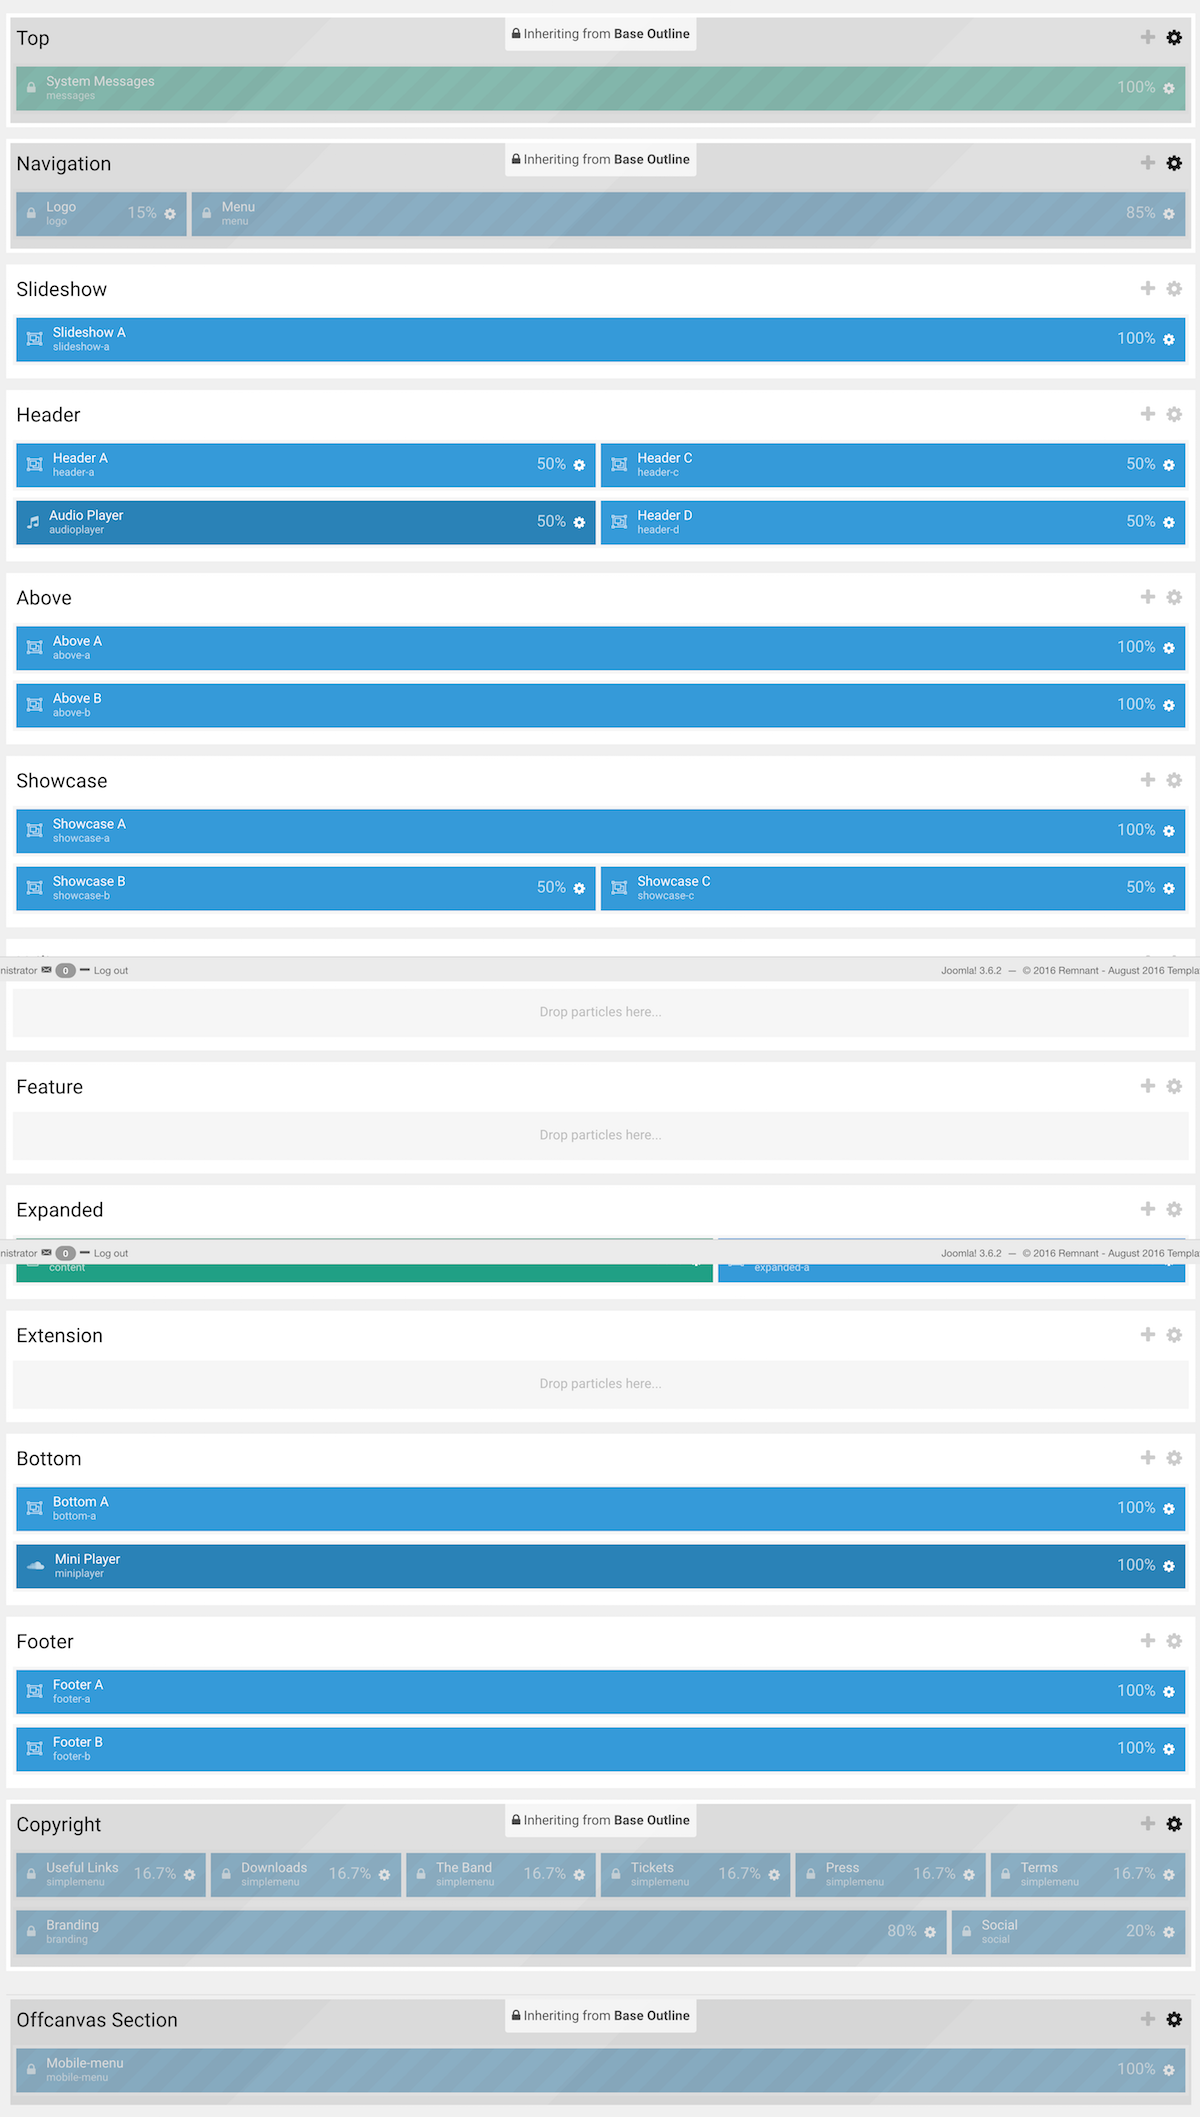 Top
Inheriting from Base Outline
System Messages
messages
100%
Navigation
Inheriting from Base Outline
Logo
logo
15%
Menu
menu
85%
Slideshow
Slideshow A
slideshow-a
100%
Header
Header A
header-a
50%
Header C
header-c
50%
Audio Player
audioplayer
50%
Header D
header-d
50%
Above
Above A
above-a
100%
Above B
above-b
100%
Showcase
Showcase A
showcase-a
100%
Showcase B
showcase-b
50%
Showcase C
showcase-c
50%
nistrator 0 Log out
Joomla! 3.6.2 — © 2016 Remnant - August 2016 Templa
Drop particles here...
Feature
Drop particles here...
Expanded
nistrator 0 Log out
Joomla! 3.6.2 — © 2016 Remnant - August 2016 Templa
content
expanded-a
Extension
Drop particles here...
Bottom
Bottom A
bottom-a
100%
Mini Player
miniplayer
100%
Footer
Footer A
footer-a
100%
Footer B
footer-b
100%
Copyright
Inheriting from Base Outline
Useful Links
simplemenu
16.7%
Downloads
simplemenu
16.7%
The Band
simplemenu
16.7%
Tickets
simplemenu
16.7%
Press
simplemenu
16.7%
Terms
simplemenu
16.7%
Branding
branding
80%
Social
social
20%
Offcanvas Section
Inheriting from Base Outline
Mobile-menu
mobile-menu
100%